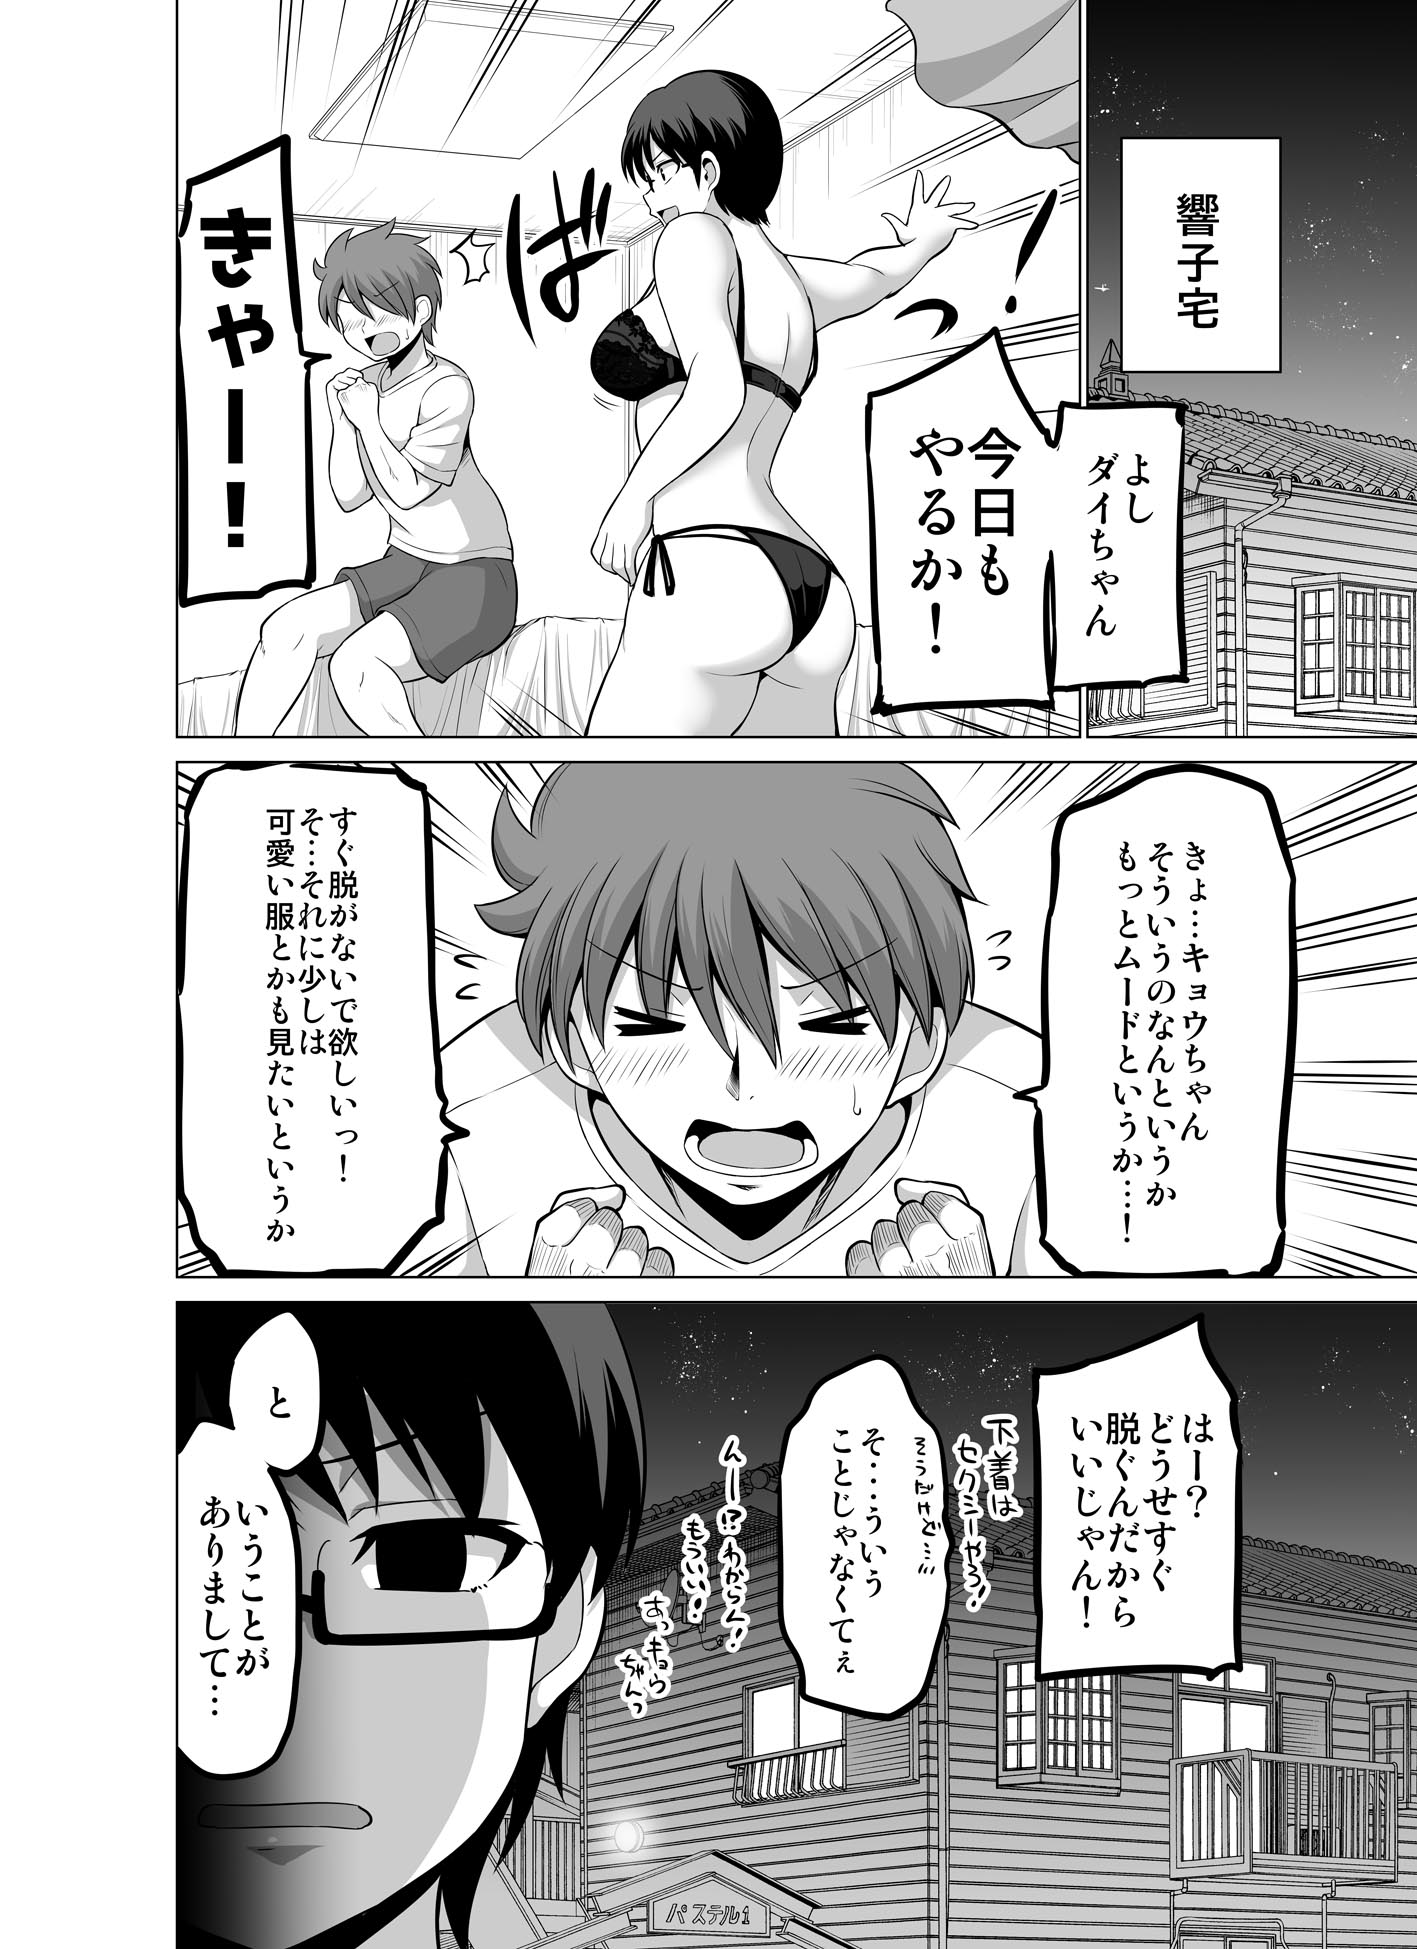 響子宅
よし
ダイちゃん
今日も
やるか!
ばっ!
きゃー!
きょ…キョウちゃん
そういうのなんというか
もっとムードというか…!
すぐ脱がないで欲しいっ!
そ…それに少しは
可愛い服とかも見たいというか
はー?
どうせすぐ
脱ぐんだから
いいじゃん!
下着は
セクシーやろ!
そうだけど…
そ…ういう
ことじゃなくてぇ
んー!?わからく!
もういい!
あっキョウ
ちゃんっ
と
いうことが
ありまして…
パステル1